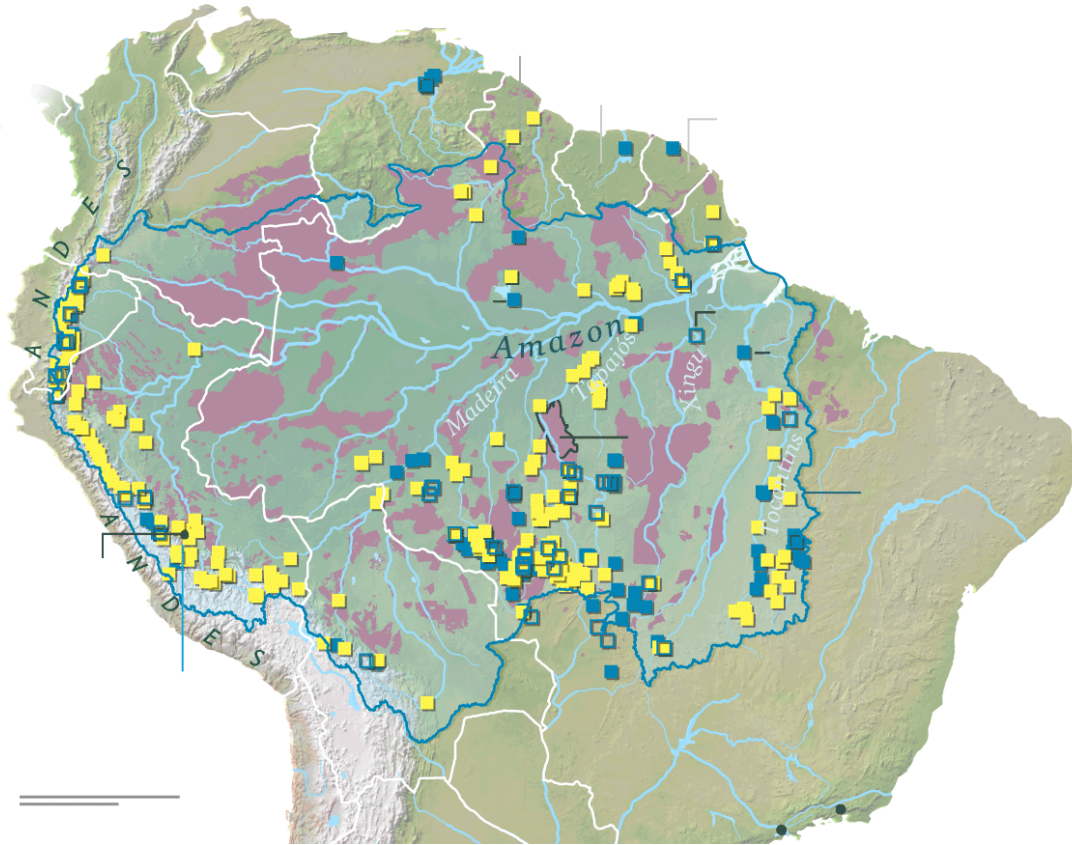 ANDES
Amazon
Madeira
Tapajós
Xingu
Tocantins
ANDES